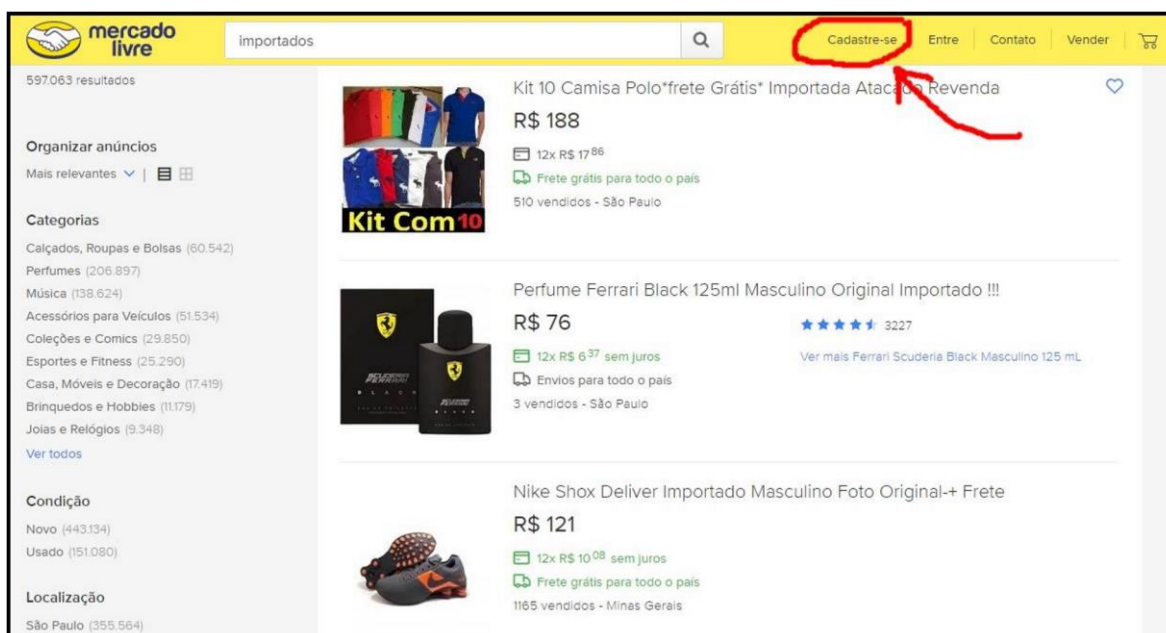 mercado
livre
importados
Cadastre-se
Entre
Contato
Vender
597.063 resultados
Organizar anúncios
Mais relevantes
Categorias
Calçados, Roupas e Bolsas (60.542)
Perfumes (206.897)
Música (138.624)
Acessórios para Veículos (51.534)
Coleções e Comics (29.850)
Esportes e Fitness (25.290)
Casa, Móveis e Decoração (17.419)
Brinquedos e Hobbies (11.179)
Joias e Relógios (9.348)
Ver todos
Condição
Novo (443.134)
Usado (151.080)
Localização
São Paulo (355.564)
Kit 10 Camisa Polo*frete Grátis* Importada Atacado Revenda
R$ 188
12x R$ 17 86
Frete grátis para todo o país
510 vendidos - São Paulo
Kit Com 10
Perfume Ferrari Black 125ml Masculino Original Importado !!!
R$ 76
3227
12x R$ 6 37 sem juros
Ver mais Ferrari Scuderia Black Masculino 125 mL
Envios para todo o país
3 vendidos - São Paulo
SCUDERIA
FERRARI
BLACK
Nike Shox Deliver Importado Masculino Foto Original-+ Frete
R$ 121
12x R$ 10 08 sem juros
Frete grátis para todo o país
1165 vendidos - Minas Gerais